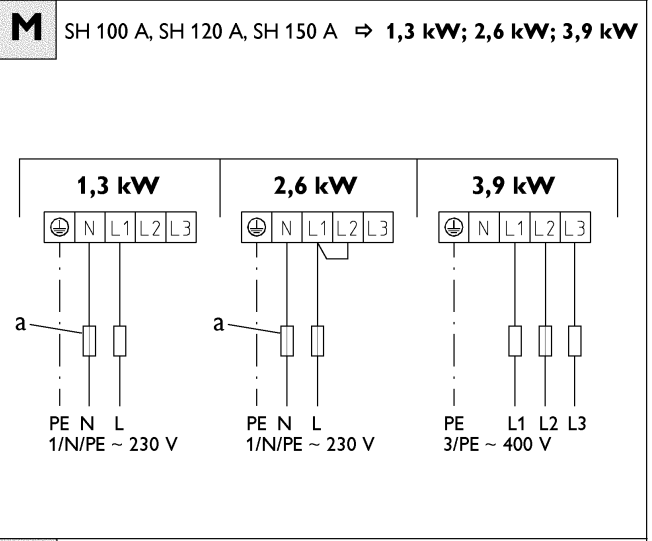 M SH 100 A, SH 120 A, SH 150 A ⇨ 1,3 kW; 2,6 kW; 3,9 kW
1,3 kW 2,6 kW 3,9 kW
N L1 L2 L3 N L1 L2 L3 N L1 L2 L3
a a
PE N L PE N L PE L1 L2 L3
1/N/PE ~ 230 V 1/N/PE ~ 230 V 3/PE ~ 400 V